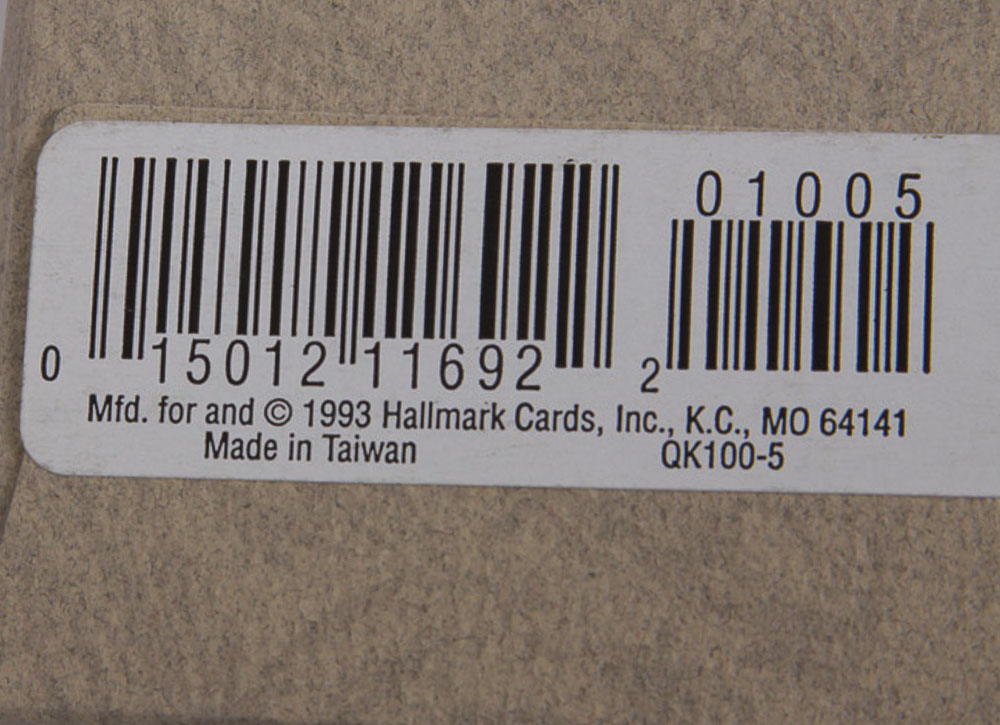 01005
0 15012 11692 2
Mfd. for and © 1993 Hallmark Cards, Inc., K.C., MO 64141
Made in Taiwan QK100-5